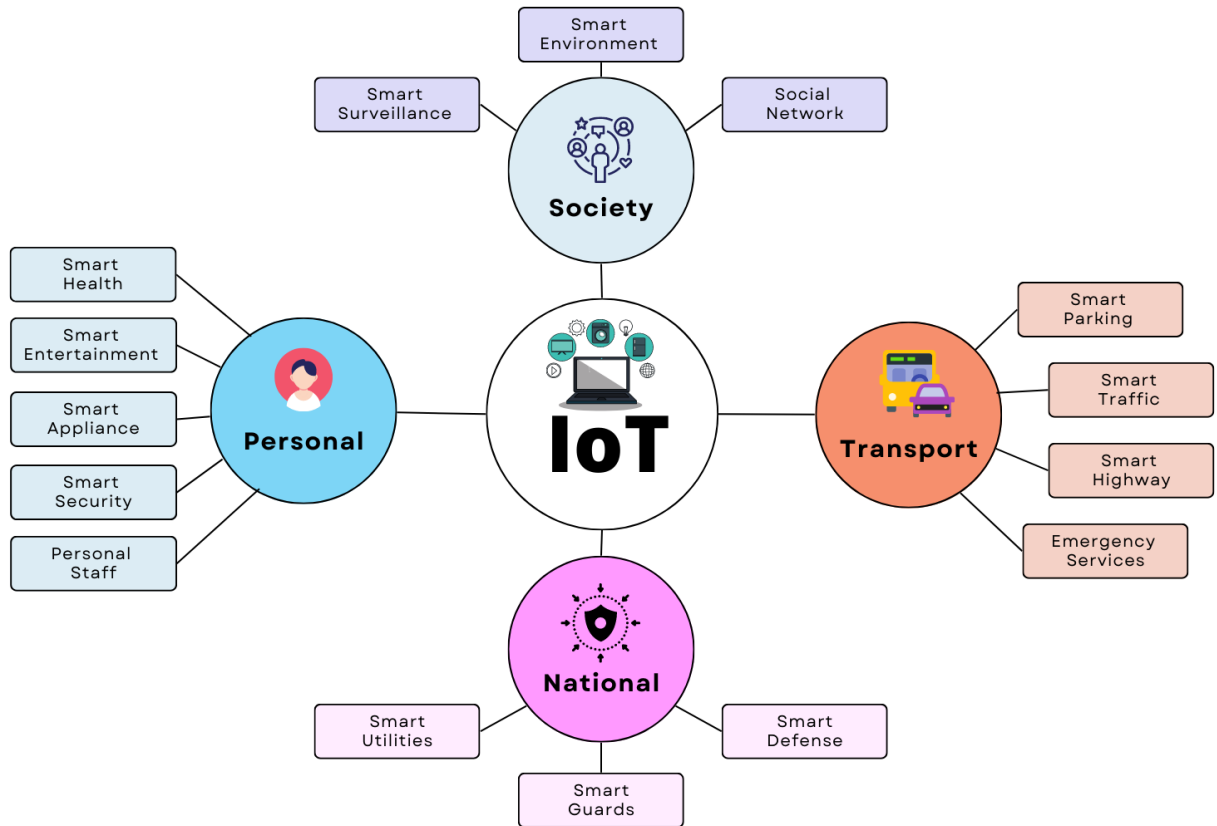 Smart
Environment
Smart
Surveillance
Social
Network
Society
Smart
Health
Smart
Entertainment
Smart
Appliance
Smart
Security
Personal
Staff
Personal
IoT
Transport
Smart
Parking
Smart
Traffic
Smart
Highway
Emergency
Services
National
Smart
Utilities
Smart
Guards
Smart
Defense